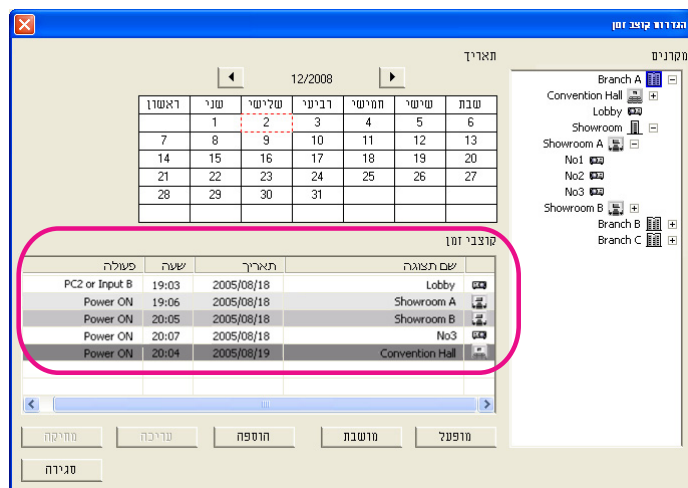 הגדרות קוצב זמן
מקרנים
Branch A
Convention Hall
Lobby
Showroom
Showroom A
No1
No2
No3
Showroom B
Branch B
Branch C
תאריך
12/2008
שבת שישי חמישי רביעי שלישי שני ראשון
1 2 3 4 5 6
7 8 9 10 11 12 13
14 15 16 17 18 19 20
21 22 23 24 25 26 27
28 29 30 31
קוצבי זמן
שם תצוגה תאריך שעה פעולה
Lobby 2005/08/18 19:03 PC2 or Input B
Showroom A 2005/08/18 19:06 Power ON
Showroom B 2005/08/18 20:05 Power ON
No3 2005/08/18 20:07 Power ON
Convention Hall 2005/08/19 20:04 Power ON
מופעל מושבת הוספה עריכה מחיקה
סגירה